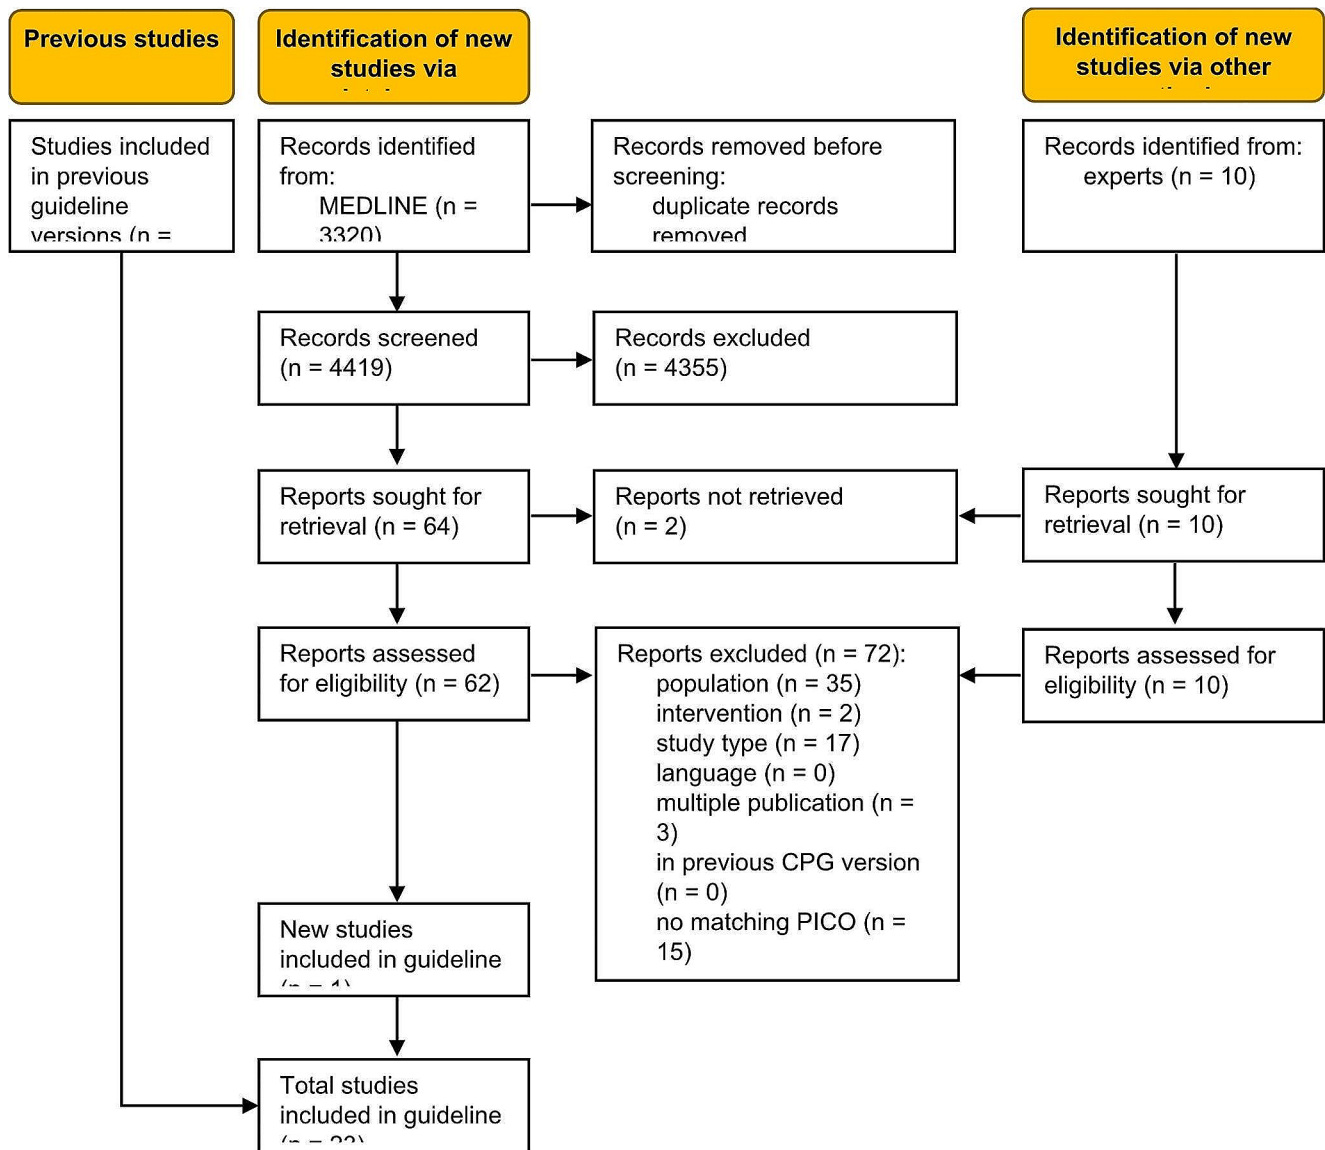 Previous studies
Identification of new
studies via
Identification of new
studies via other
Studies included
in previous
guideline
versions (n =
Records identified
from:
MEDLINE (n =
3320)
Records removed before
screening:
duplicate records
removed
Records identified from:
experts (n = 10)
Records screened
(n = 4419)
Records excluded
(n = 4355)
Reports sought for
retrieval (n = 64)
Reports not retrieved
(n = 2)
Reports sought for
retrieval (n = 10)
Reports assessed
for eligibility (n = 62)
Reports excluded (n = 72):
population (n = 35)
intervention (n = 2)
study type (n = 17)
language (n = 0)
multiple publication (n =
3)
in previous CPG version
(n = 0)
no matching PICO (n =
15)
Reports assessed for
eligibility (n = 10)
New studies
included in guideline
(n = 1)
Total studies
included in guideline